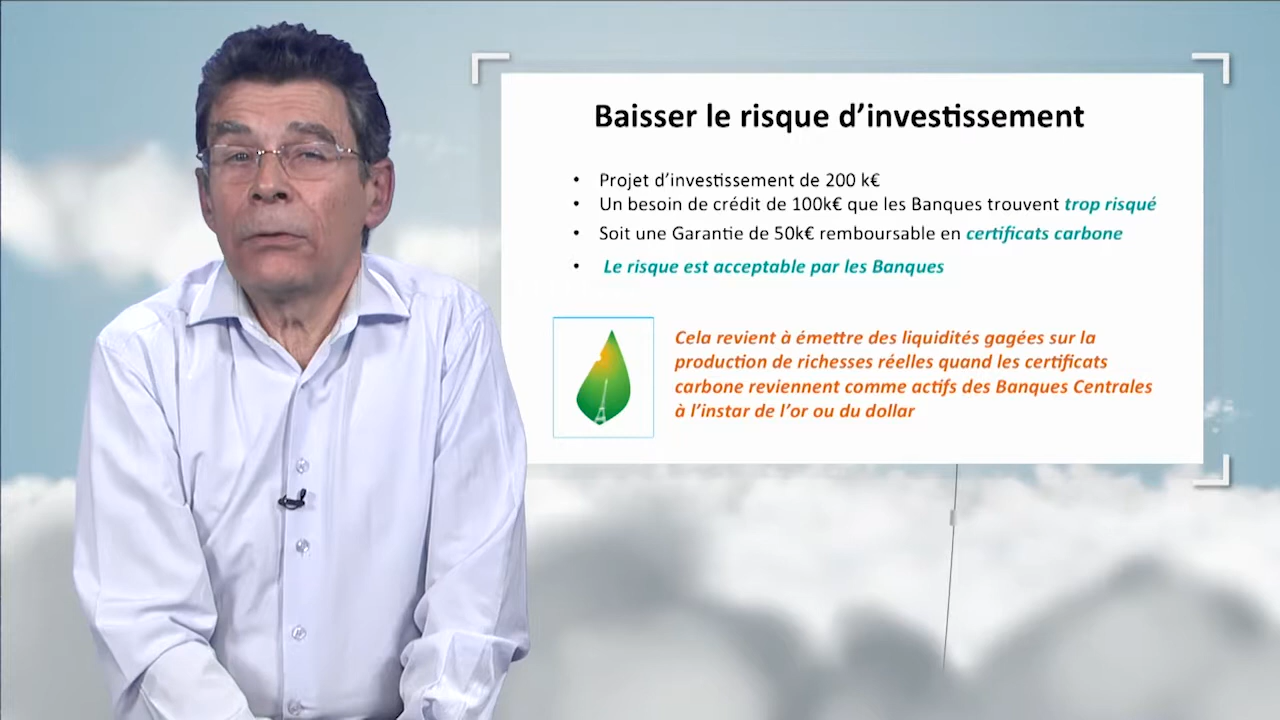 Baisser le risque d’investissement
• Projet d’investissement de 200 k€
• Un besoin de crédit de 100k€ que les Banques trouvent trop risqué
• Soit une Garantie de 50k€ remboursable en certificats carbone
• Le risque est acceptable par les Banques
Cela revient à émettre des liquidités gagées sur la
production de richesses réelles quand les certificats
carbone reviennent comme actifs des Banques Centrales
à l’instar de l’or ou du dollar